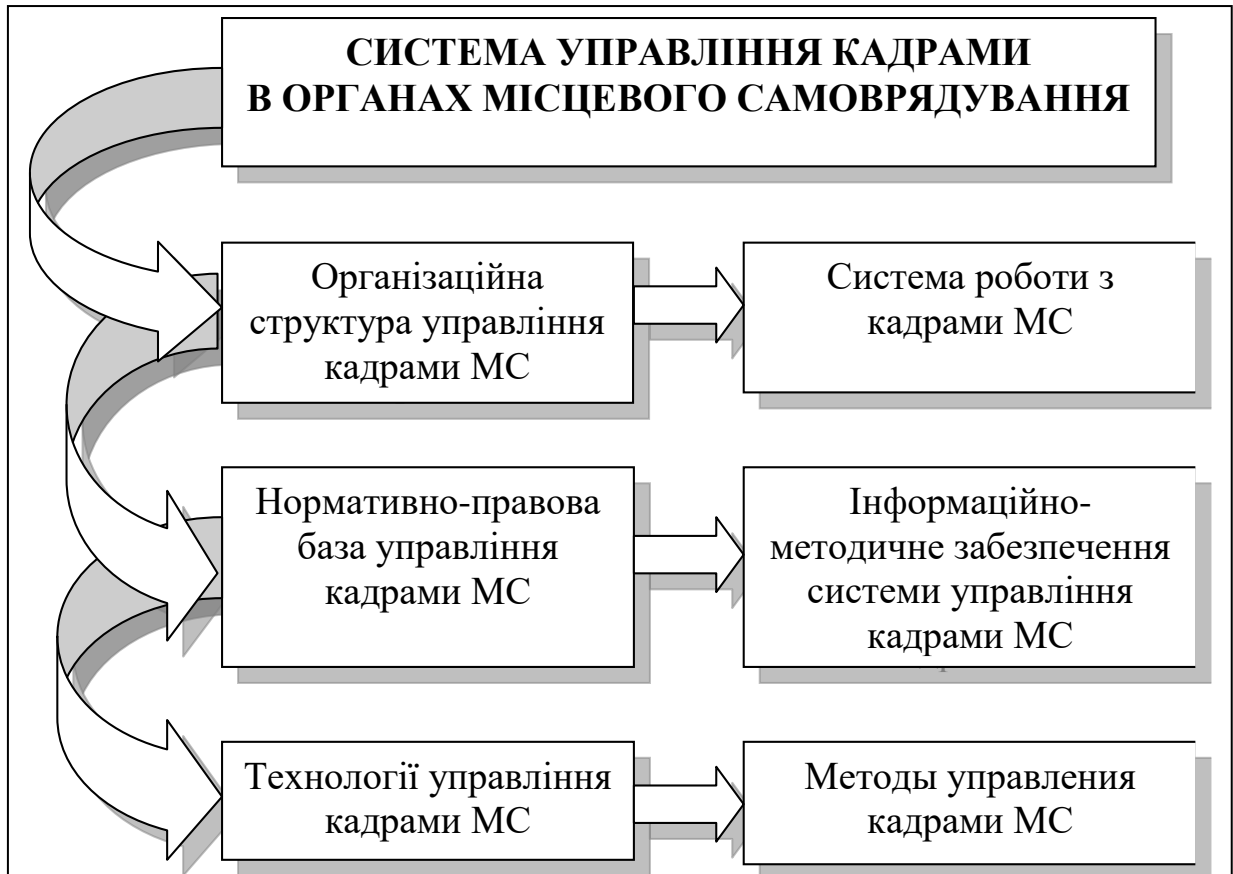 СИСТЕМА УПРАВЛІННЯ КАДРАМИ
В ОРГАНАХ МІСЦЕВОГО САМОВРЯДУВАННЯ
Організаційна
структура управління
кадрами МС
Система роботи з
кадрами МС
Нормативно-правова
база управління
кадрами МС
Інформаційно-
методичне забезпечення
системи управління
кадрами МС
Технології управління
кадрами МС
Методы управления
кадрами МС